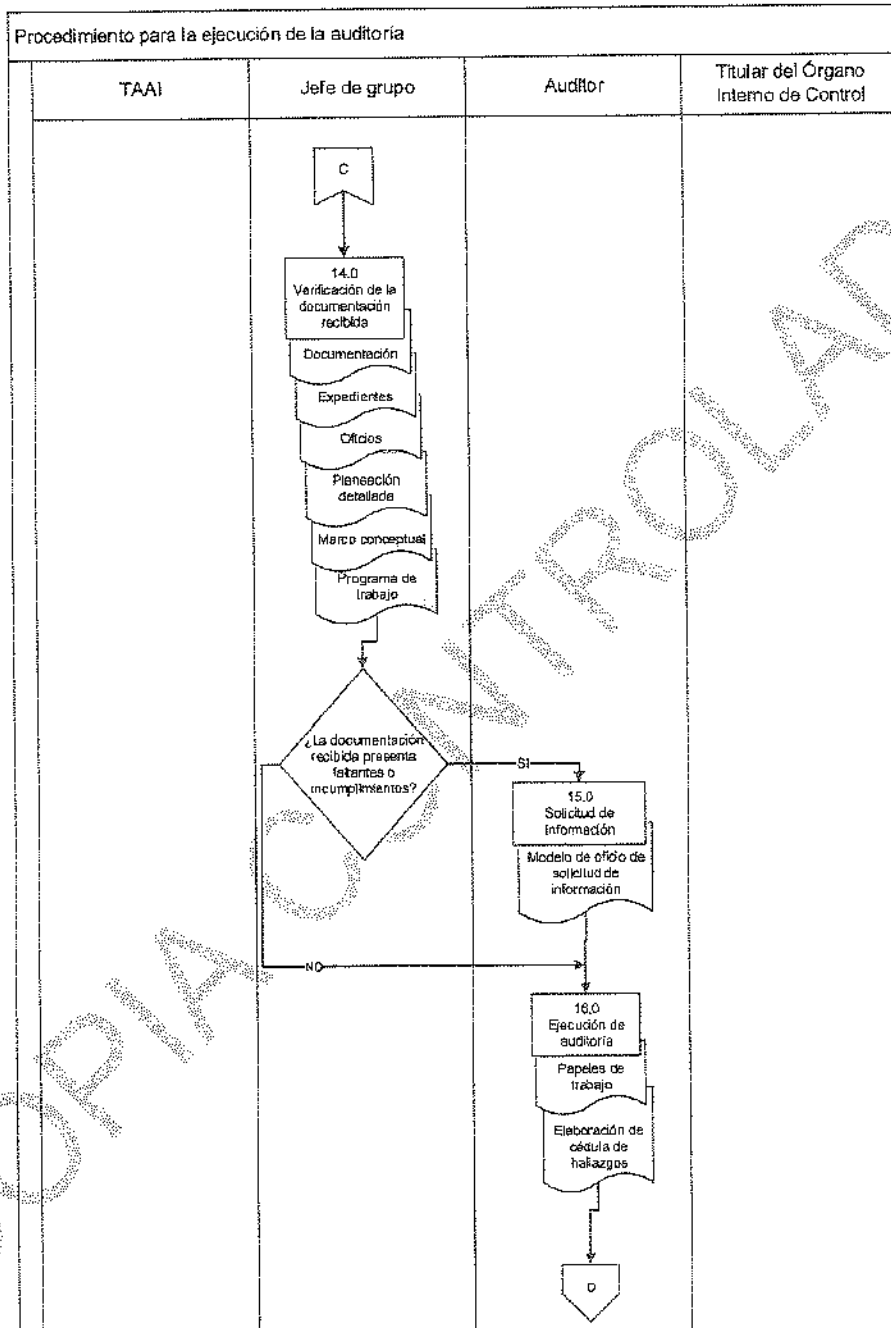 Procedimiento para la ejecución de la auditoría
TAAI
Jefe de grupo
Auditor
Titular del Órgano
Interno de Control
C
14.0
Verificación de la
documentación
recibida
Documentación
Expedientes
Oficios
Planeación
detallada
Marco conceptual
Programa de
trabajo
¿La documentación
recibida presenta
faltantes o
incumplimientos?
SI
15.0
Solicitud de
información
Modelo de oficio de
solicitud de
información
NO
16.0
Ejecución de
auditoría
Papeles de
trabajo
Elaboración de
cédula de
hallazgos
D
COPIA CONTROLAD